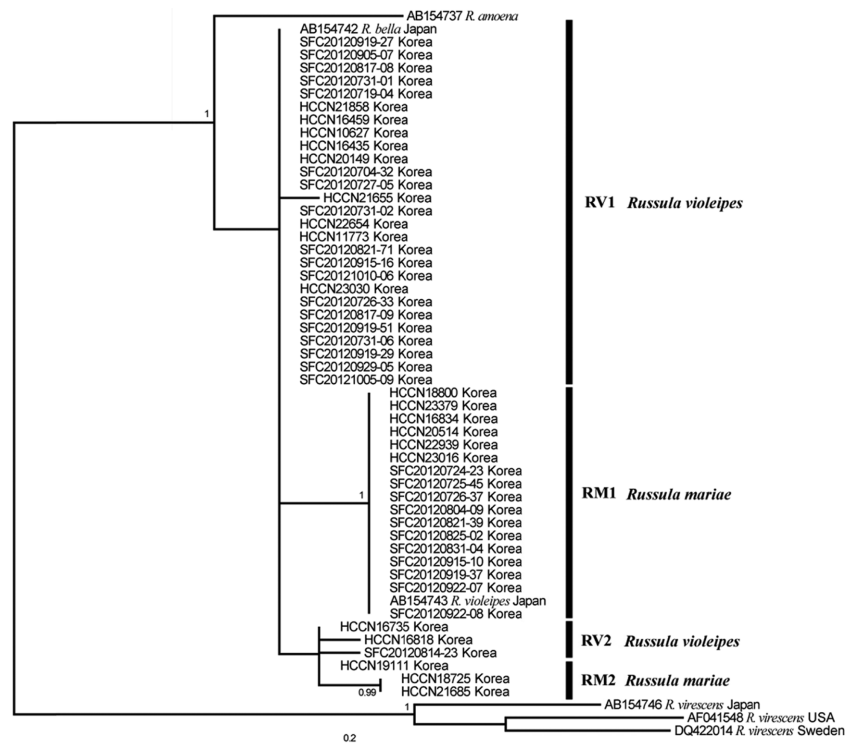 AB154737 R. amoena
AB154742 R. bella Japan
SFC20120919-27 Korea
SFC20120905-07 Korea
SFC20120817-08 Korea
SFC20120731-01 Korea
SFC20120719-04 Korea
HCCN21858 Korea
1
HCCN16459 Korea
HCCN10627 Korea
HCCN16435 Korea
HCCN20149 Korea
SFC20120704-32 Korea
SFC20120727-05 Korea
HCCN21655 Korea
RV1 Russula violeipes
SFC20120731-02 Korea
HCCN22654 Korea
HCCN11773 Korea
SFC20120821-71 Korea
SFC20120915-16 Korea
SFC20121010-06 Korea
HCCN23030 Korea
SFC20120726-33 Korea
SFC20120817-09 Korea
SFC20120919-51 Korea
SFC20120731-06 Korea
SFC20120919-29 Korea
SFC20120929-05 Korea
SFC20121005-09 Korea
HCCN18800 Korea
HCCN23379 Korea
HCCN16834 Korea
HCCN20514 Korea
HCCN22939 Korea
HCCN23016 Korea
SFC20120724-23 Korea
SFC20120725-45 Korea
1
SFC20120726-37 Korea
RM1 Russula mariae
SFC20120804-09 Korea
SFC20120821-39 Korea
SFC20120825-02 Korea
SFC20120831-04 Korea
SFC20120915-10 Korea
SFC20120919-37 Korea
SFC20120922-07 Korea
AB154743 R. violeipes Japan
SFC20120922-08 Korea
HCCN16735 Korea
HCCN16818 Korea
RV2 Russula violeipes
SFC20120814-23 Korea
HCCN19111 Korea
HCCN18725 Korea
RM2 Russula mariae
0.99
HCCN21685 Korea
1
AB154746 R. virescens Japan
AF041548 R. virescens USA
DQ422014 R. virescens Sweden
0.2